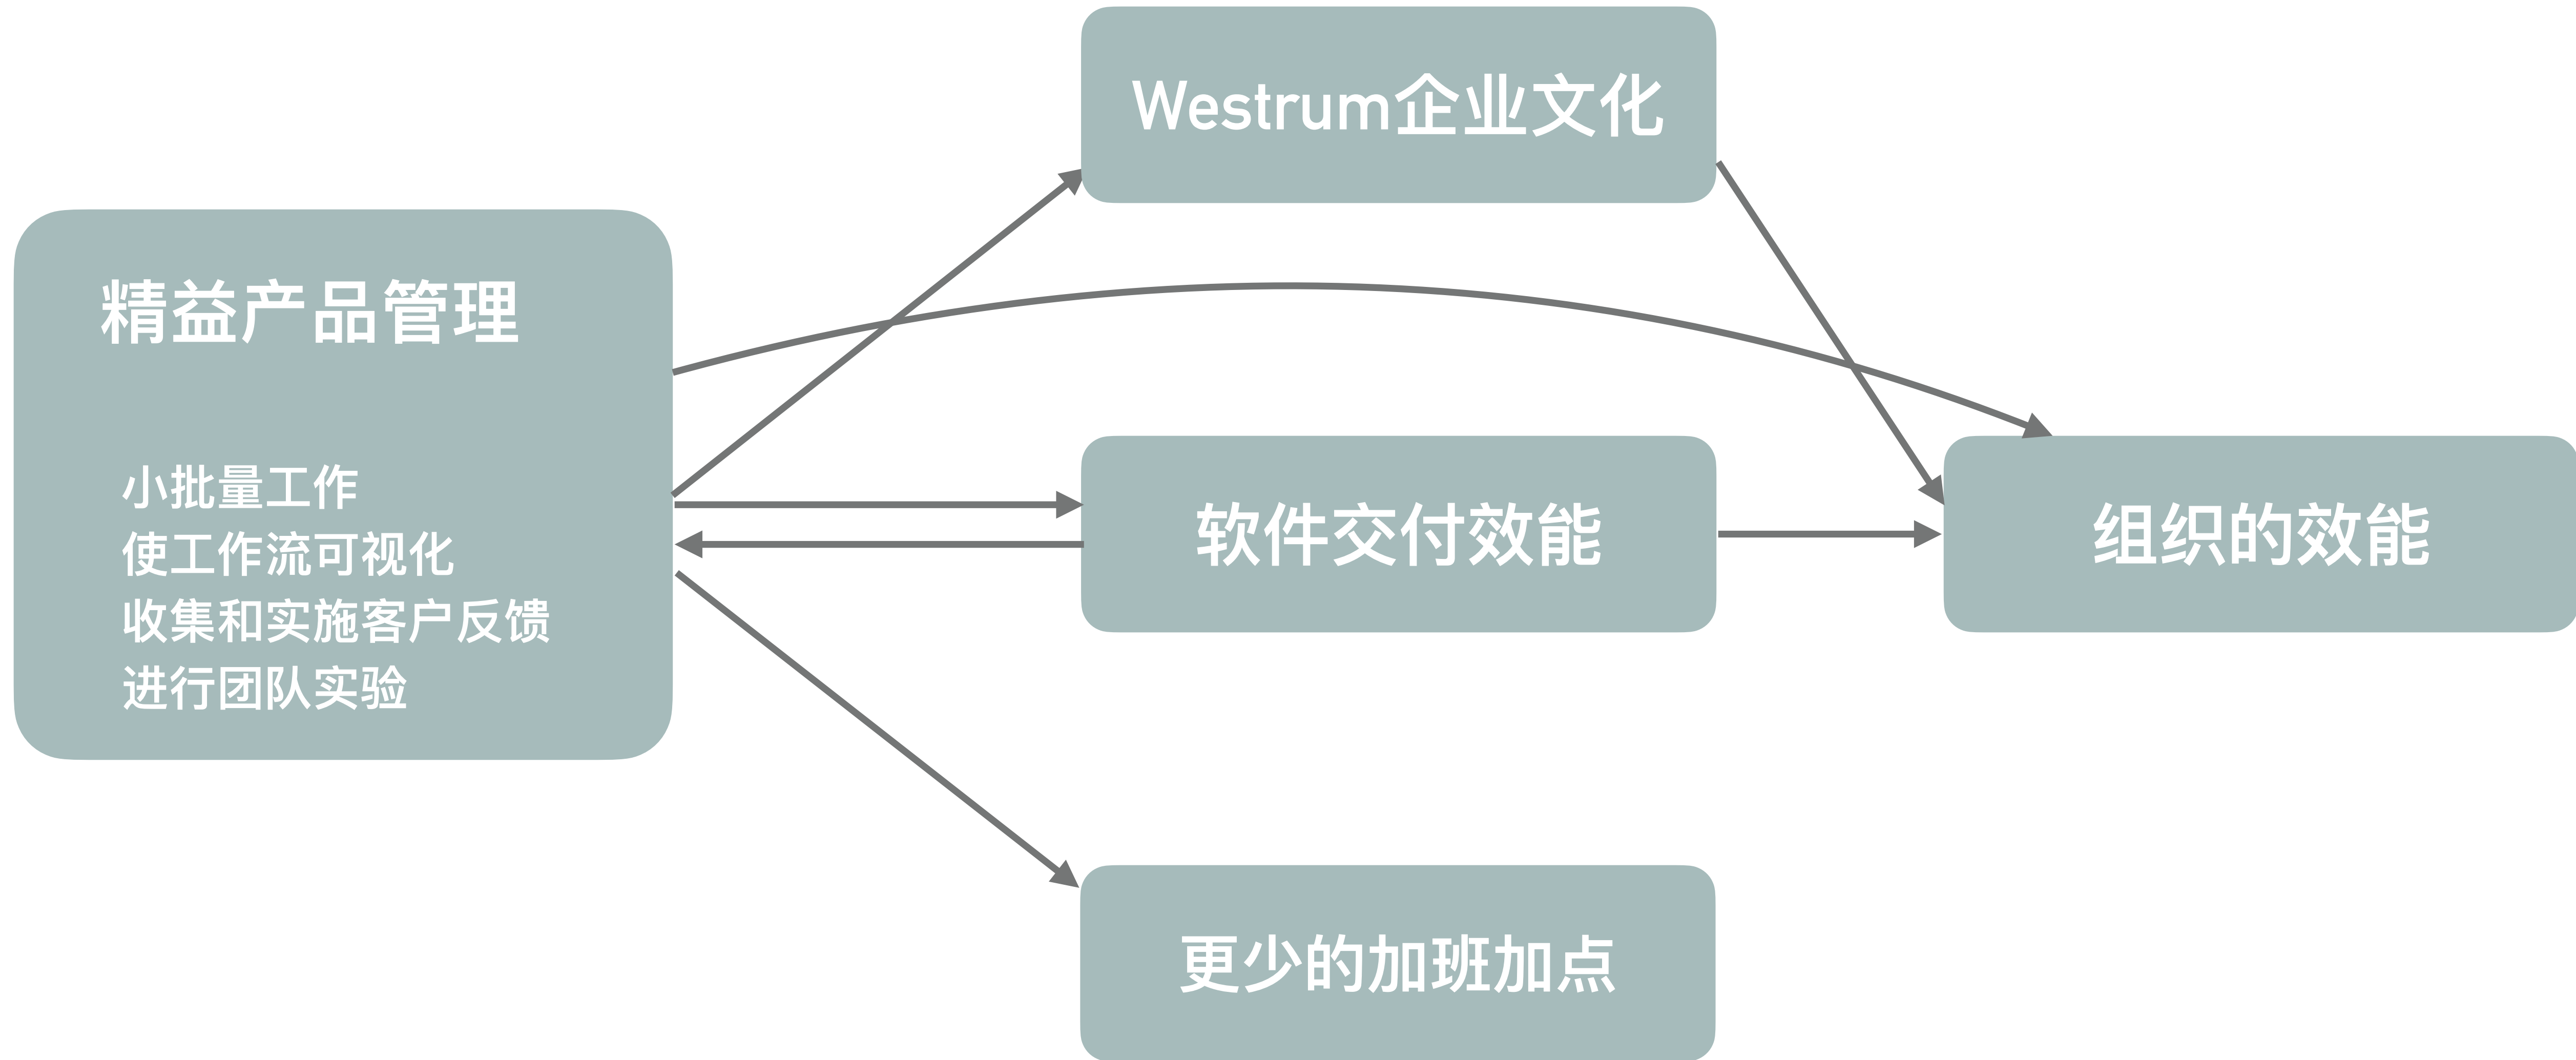 Westrum企业文化
精益产品管理
小批量工作
使工作流可视化
收集和实施客户反馈
进行团队实验
软件交付效能
组织的效能
更少的加班加点